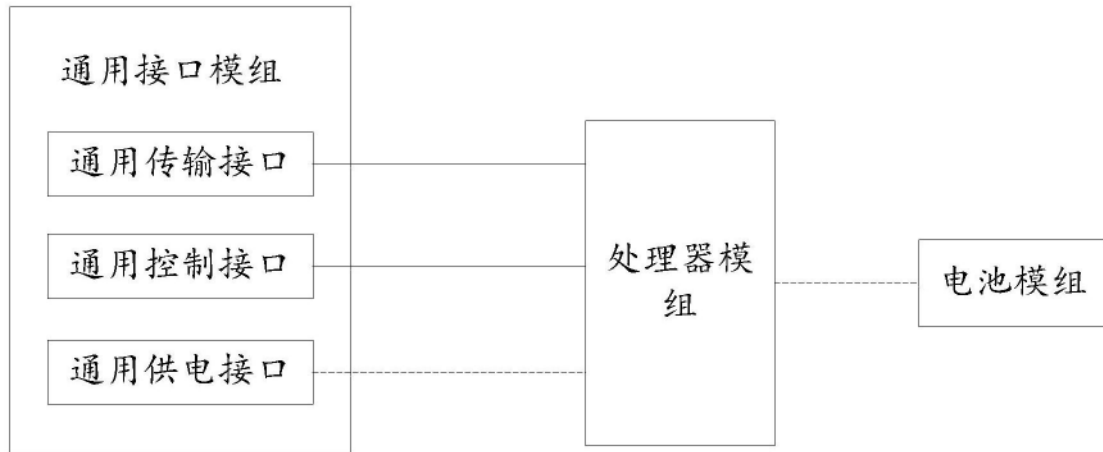 通用接口模组
通用传输接口
通用控制接口
通用供电接口
处理器模
组
电池模组